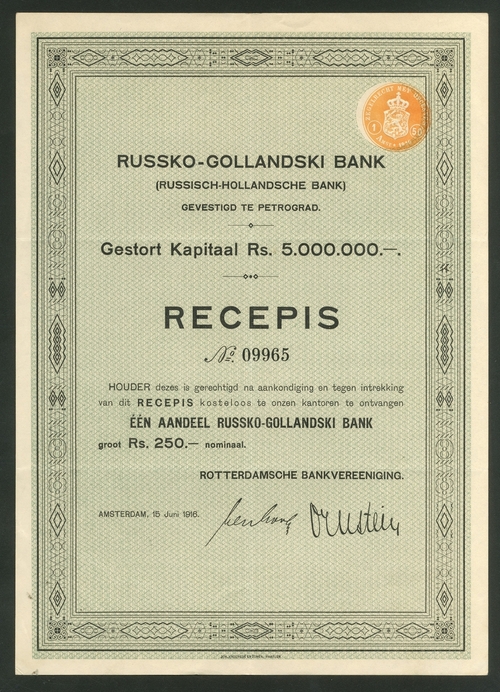 RUSSKO-GOLLANDSKI BANK
(RUSSISCH-HOLLANDSCHE BANK)
GEVESTIGD TE PETROGRAD.
Gestort Kapitaal Rs. 5.000.000.—.
RECEPIS
No. 09965
HOUDER dezes is gerechtigd na aankondiging en tegen intrekking
van dit RECEPIS kosteloos te onzen kantoren te ontvangen
ÉÉN AANDEEL RUSSKO-GOLLANDSKI BANK
groot Rs. 250.— nominaal.
ROTTERDAMSCHE BANKVEREENIGING.
AMSTERDAM, 15 Juni 1916.
1 50